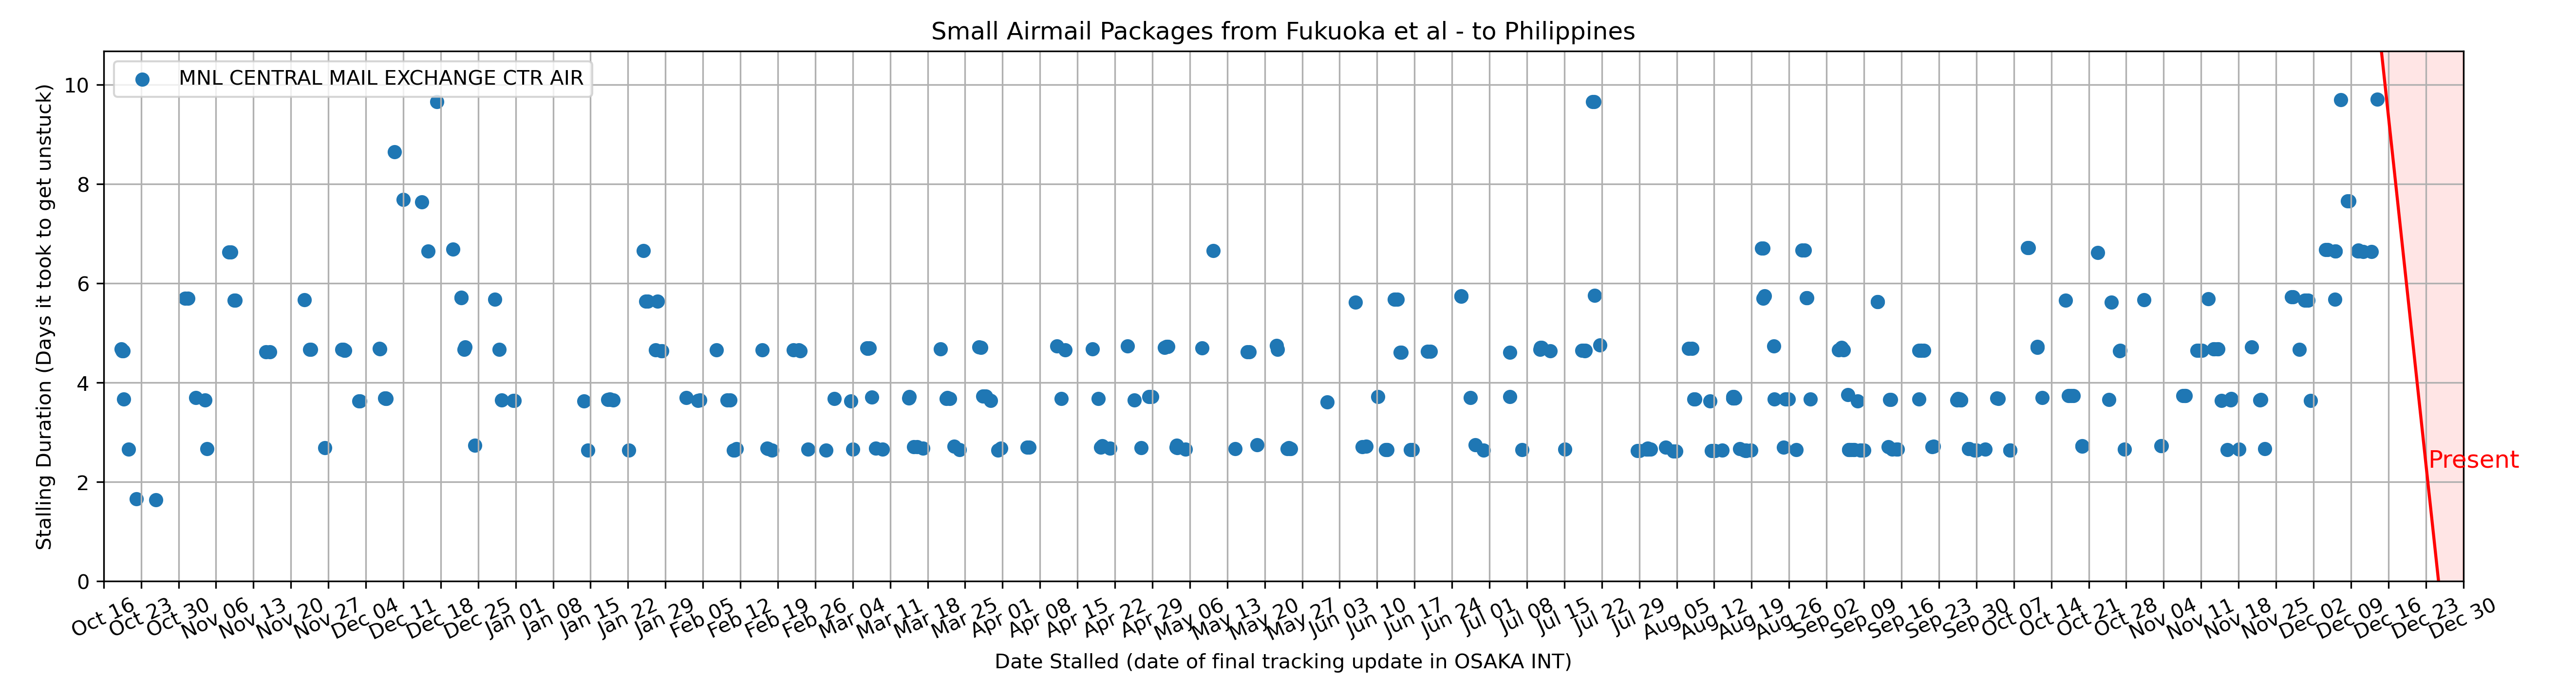 Small Airmail Packages from Fukuoka et al - to Philippines
MNL CENTRAL MAIL EXCHANGE CTR AIR
Stalling Duration (Days it took to get unstuck)
10
8
6
4
2
0
Present
Oct 16
Oct 23
Oct 30
Nov 06
Nov 13
Nov 20
Nov 27
Dec 04
Dec 11
Dec 18
Dec 25
Jan 01
Jan 08
Jan 15
Jan 22
Jan 29
Feb 05
Feb 12
Feb 19
Feb 26
Mar 04
Mar 11
Mar 18
Mar 25
Apr 01
Apr 08
Apr 15
Apr 22
Apr 29
May 06
May 13
May 20
May 27
Jun 03
Jun 10
Jun 17
Jun 24
Jul 01
Jul 08
Jul 15
Jul 22
Jul 29
Aug 05
Aug 12
Aug 19
Aug 26
Sep 02
Sep 09
Sep 16
Sep 23
Sep 30
Oct 07
Oct 14
Oct 21
Oct 28
Nov 04
Nov 11
Nov 18
Nov 25
Dec 02
Dec 09
Dec 16
Dec 23
Dec 30
Date Stalled (date of final tracking update in OSAKA INT)